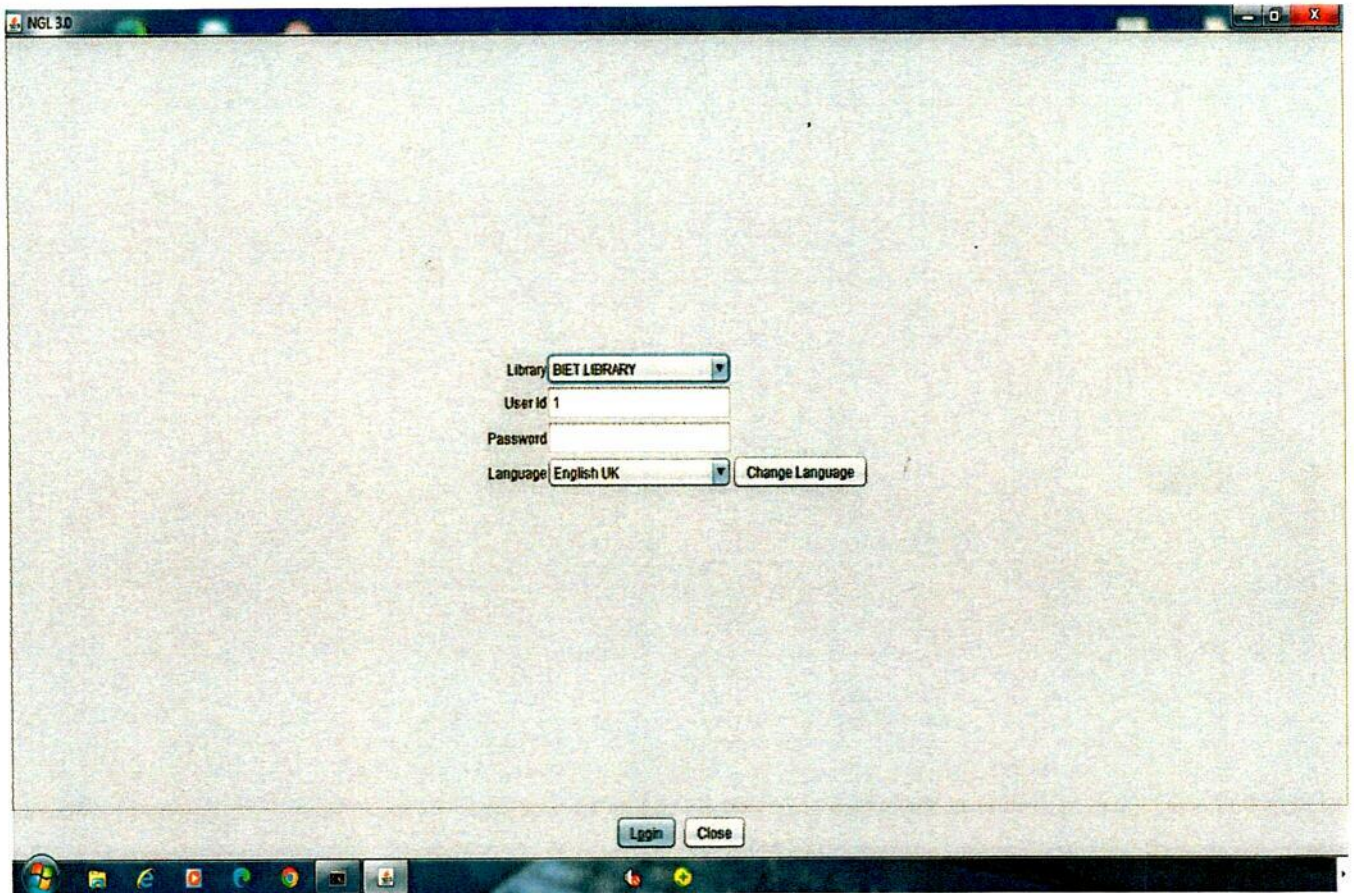 NGL 3.0
Library BIET LIBRARY
User Id 1
Password
Language English UK Change Language
Login Close